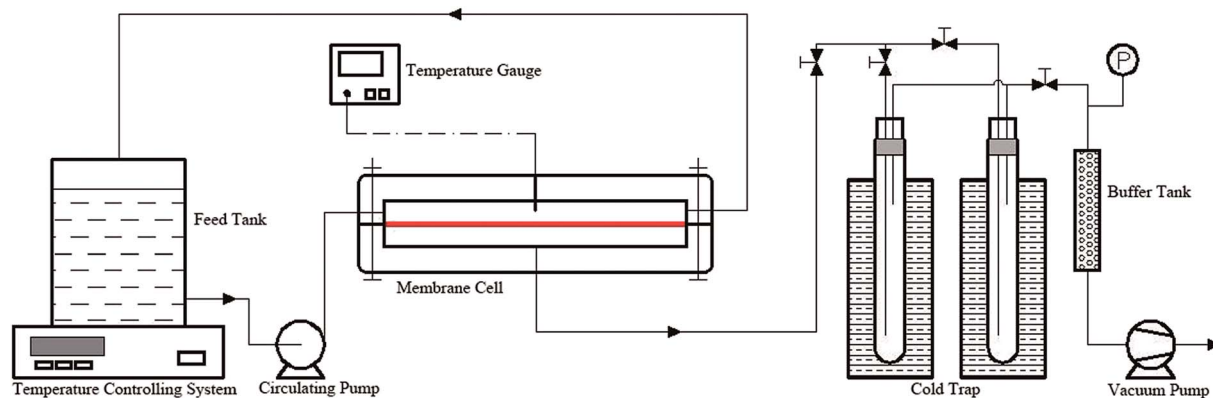 Temperature Gauge
P
Feed Tank
Buffer Tank
Membrane Cell
Temperature Controlling System
Circulating Pump
Cold Trap
Vacuum Pump